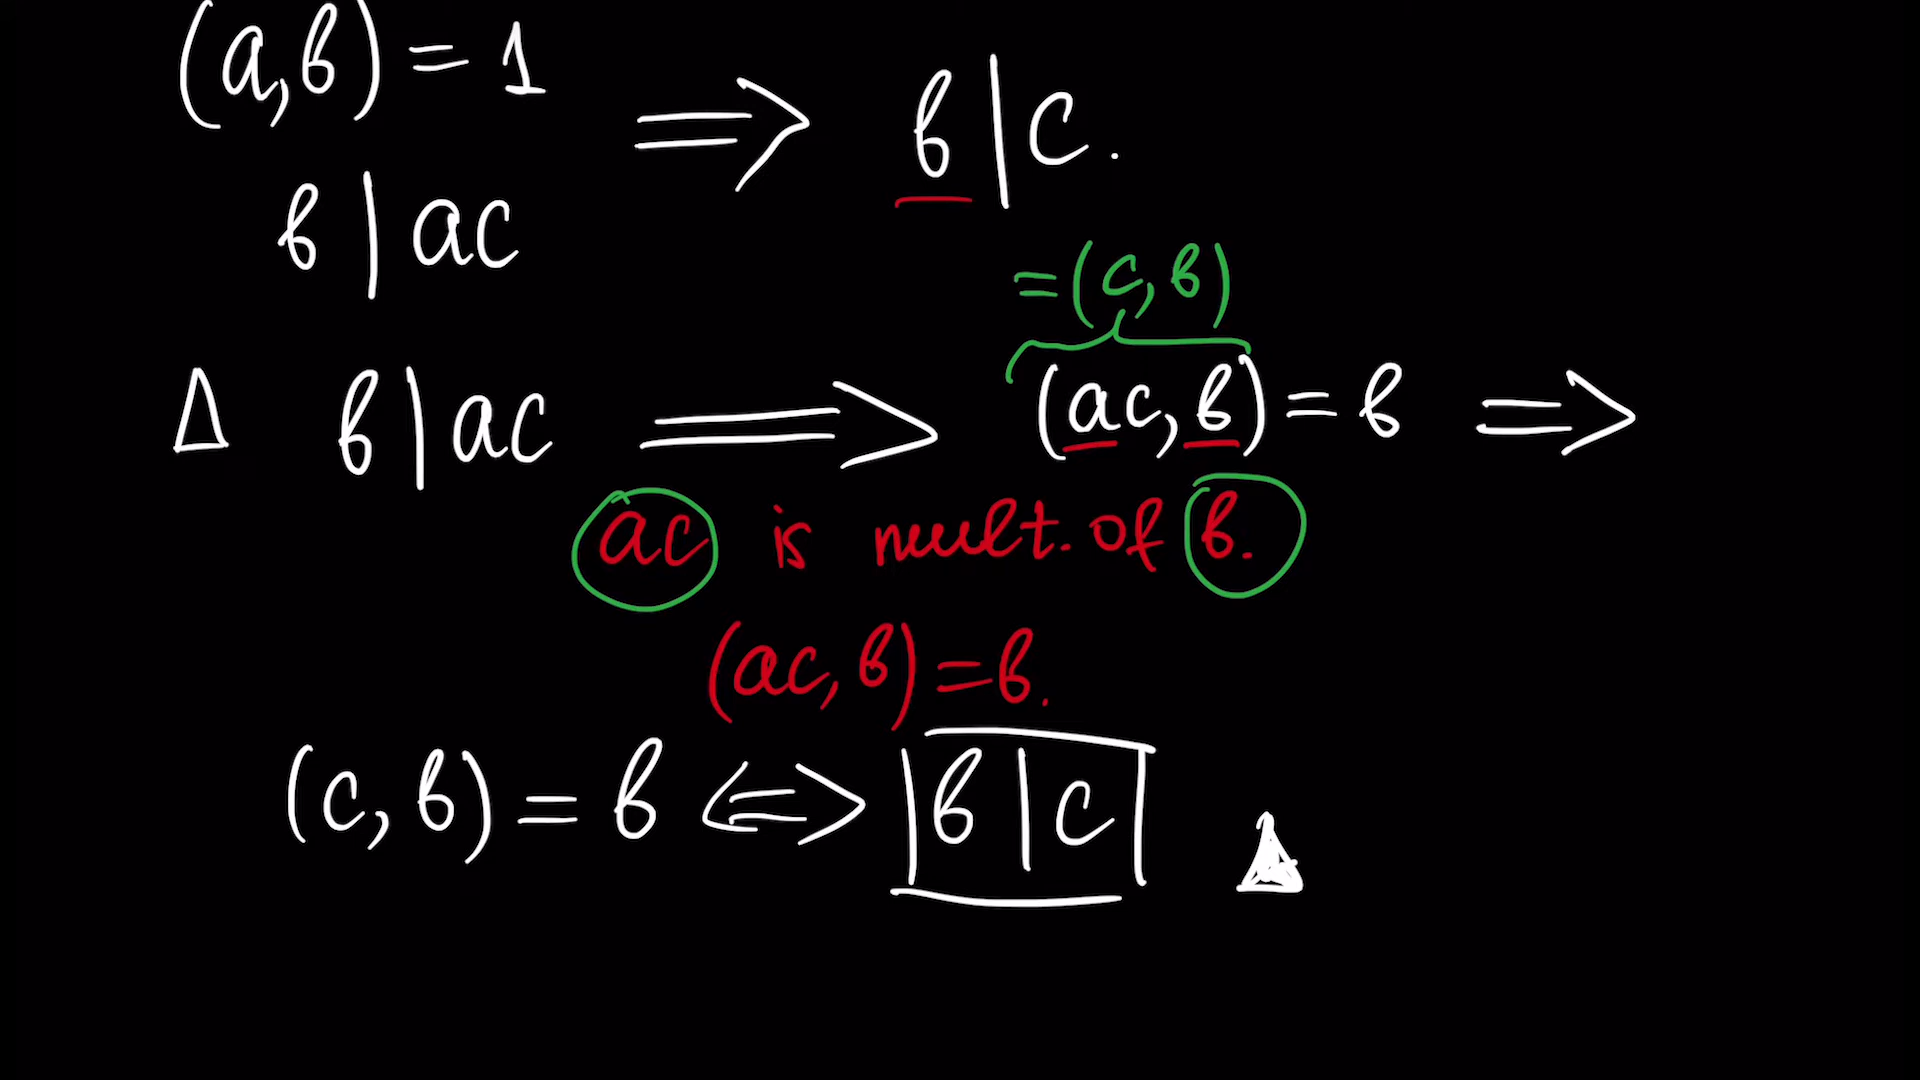 (a,b) = 1
⟹ b | c.
b | ac
= (c,b)
Δ b | ac ⟹ (ac,b) = b ⟹
ac is mult. of b.
(ac,b) = b.
(c,b) = b ⟺ b | c